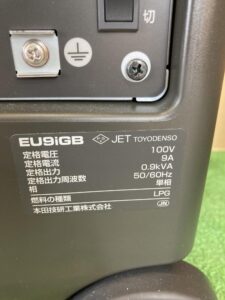 切
EU9iGB JET TOYODENSO
定格電圧 100V
定格電流 9A
定格出力 0.9kVA
定格出力周波数 50/60Hz
相 単相
燃料の種類 LPG
本田技研工業株式会社 JN